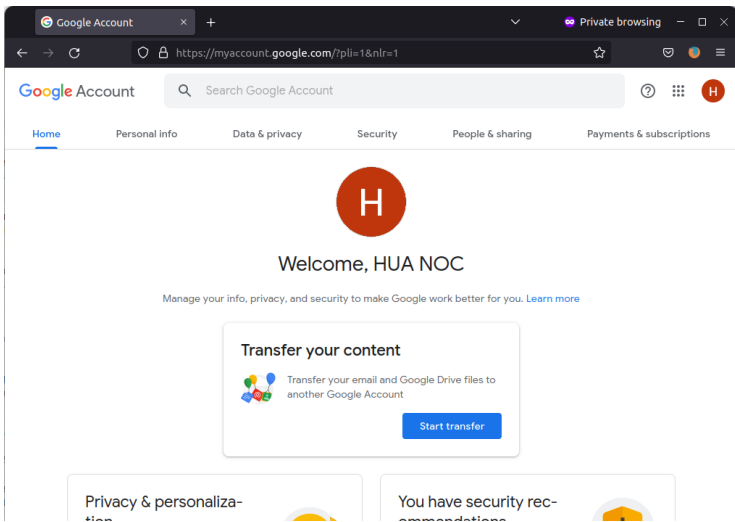 Google Account
Private browsing
https://myaccount.google.com/?pli=1&nlr=1
Google Account
Search Google Account
H
Home
Personal info
Data & privacy
Security
People & sharing
Payments & subscriptions
H
Welcome, HUA NOC
Manage your info, privacy, and security to make Google work better for you. Learn more
Transfer your content
Transfer your email and Google Drive files to
another Google Account
Start transfer
Privacy & personaliza-
tion
You have security rec-
ommendations